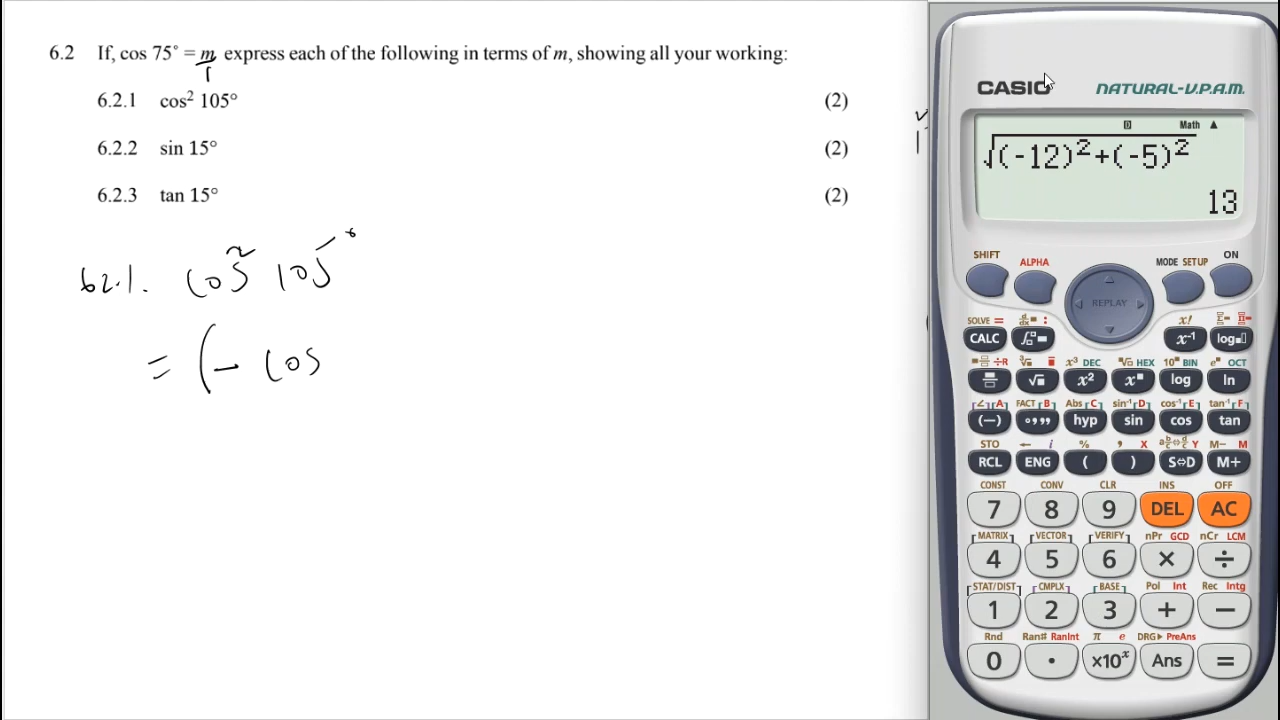 6.2 If, cos 75° = m, express each of the following in terms of m, showing all your working:
1
6.2.1 cos² 105° (2)
6.2.2 sin 15° (2)
6.2.3 tan 15° (2)
6.2.1. cos² 105°
= (- cos
CASIO NATURAL-V.P.A.M.
D Math ▲
√(-12)²+(-5)²
13
SHIFT ALPHA MODE SETUP ON
REPLAY
SOLVE = d/dx : x! Σ Π
CALC ∫ x⁻¹ log
÷R ³√ x³ DEC ˣ√ HEX 10ˣ BIN eˣ OCT
√ x² xˣ log ln
∠ A FACT B Abs C sin⁻¹ D cos⁻¹ E tan⁻¹ F
(−) °’’’ hyp sin cos tan
STO ← i % , X a b/c⇔d/c Y M− M
RCL ENG ( ) S⇔D M+
CONST CONV CLR INS OFF
7 8 9 DEL AC
MATRIX VECTOR VERIFY nPr GCD nCr LCM
4 5 6 × ÷
STAT/DIST CMPLX BASE Pol Int Rec Intg
1 2 3 + −
Rnd Ran# RanInt π e DRG▶ PreAns
0 . ×10ˣ Ans =